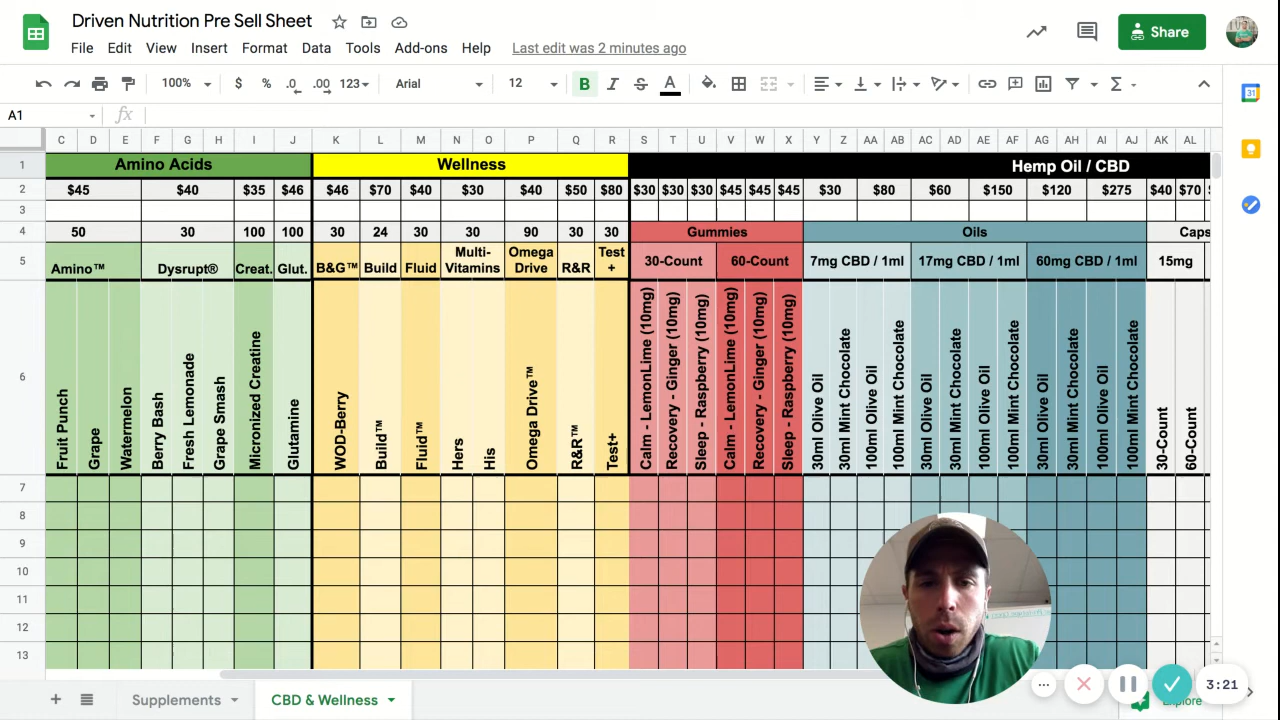 Driven Nutrition Pre Sell Sheet
File Edit View Insert Format Data Tools Add-ons Help Last edit was 2 minutes ago
Share
100% $ % .0 .00 123 Arial 12 B I S A
31
A1 fx
C D E F G H I J K L M N O P Q R S T U V W X Y Z AA AB AC AD AE AF AG AH AI AJ AK AL
1 Amino Acids Wellness Hemp Oil / CBD
2 $45 $40 $35 $46 $46 $70 $40 $30 $40 $50 $80 $30 $30 $30 $45 $45 $45 $30 $80 $60 $150 $120 $275 $40 $70
3
4 50 30 100 100 30 24 30 30 90 30 30 Gummies Oils Caps
5 Amino™ Dysrupt® Creat. Glut. B&G™ Build Fluid Multi-Vitamins Omega Drive R&R Test + 30-Count 60-Count 7mg CBD / 1ml 17mg CBD / 1ml 60mg CBD / 1ml 15mg
6 Fruit Punch
Grape
Watermelon
Berry Bash
Fresh Lemonade
Grape Smash
Micronized Creatine
Glutamine
WOD-Berry
Build™
Fluid™
Hers
His
Omega Drive™
R&R™
Test+
Calm - LemonLime (10mg)
Recovery - Ginger (10mg)
Sleep - Raspberry (10mg)
Calm - LemonLime (10mg)
Recovery - Ginger (10mg)
Sleep - Raspberry (10mg)
30ml Olive Oil
30ml Mint Chocolate
100ml Olive Oil
100ml Mint Chocolate
30ml Olive Oil
30ml Mint Chocolate
100ml Olive Oil
100ml Mint Chocolate
30ml Olive Oil
30ml Mint Chocolate
100ml Olive Oil
100ml Mint Chocolate
30-Count
60-Count
7
8
9
10
11
12
13
3:21
Supplements CBD & Wellness Explore